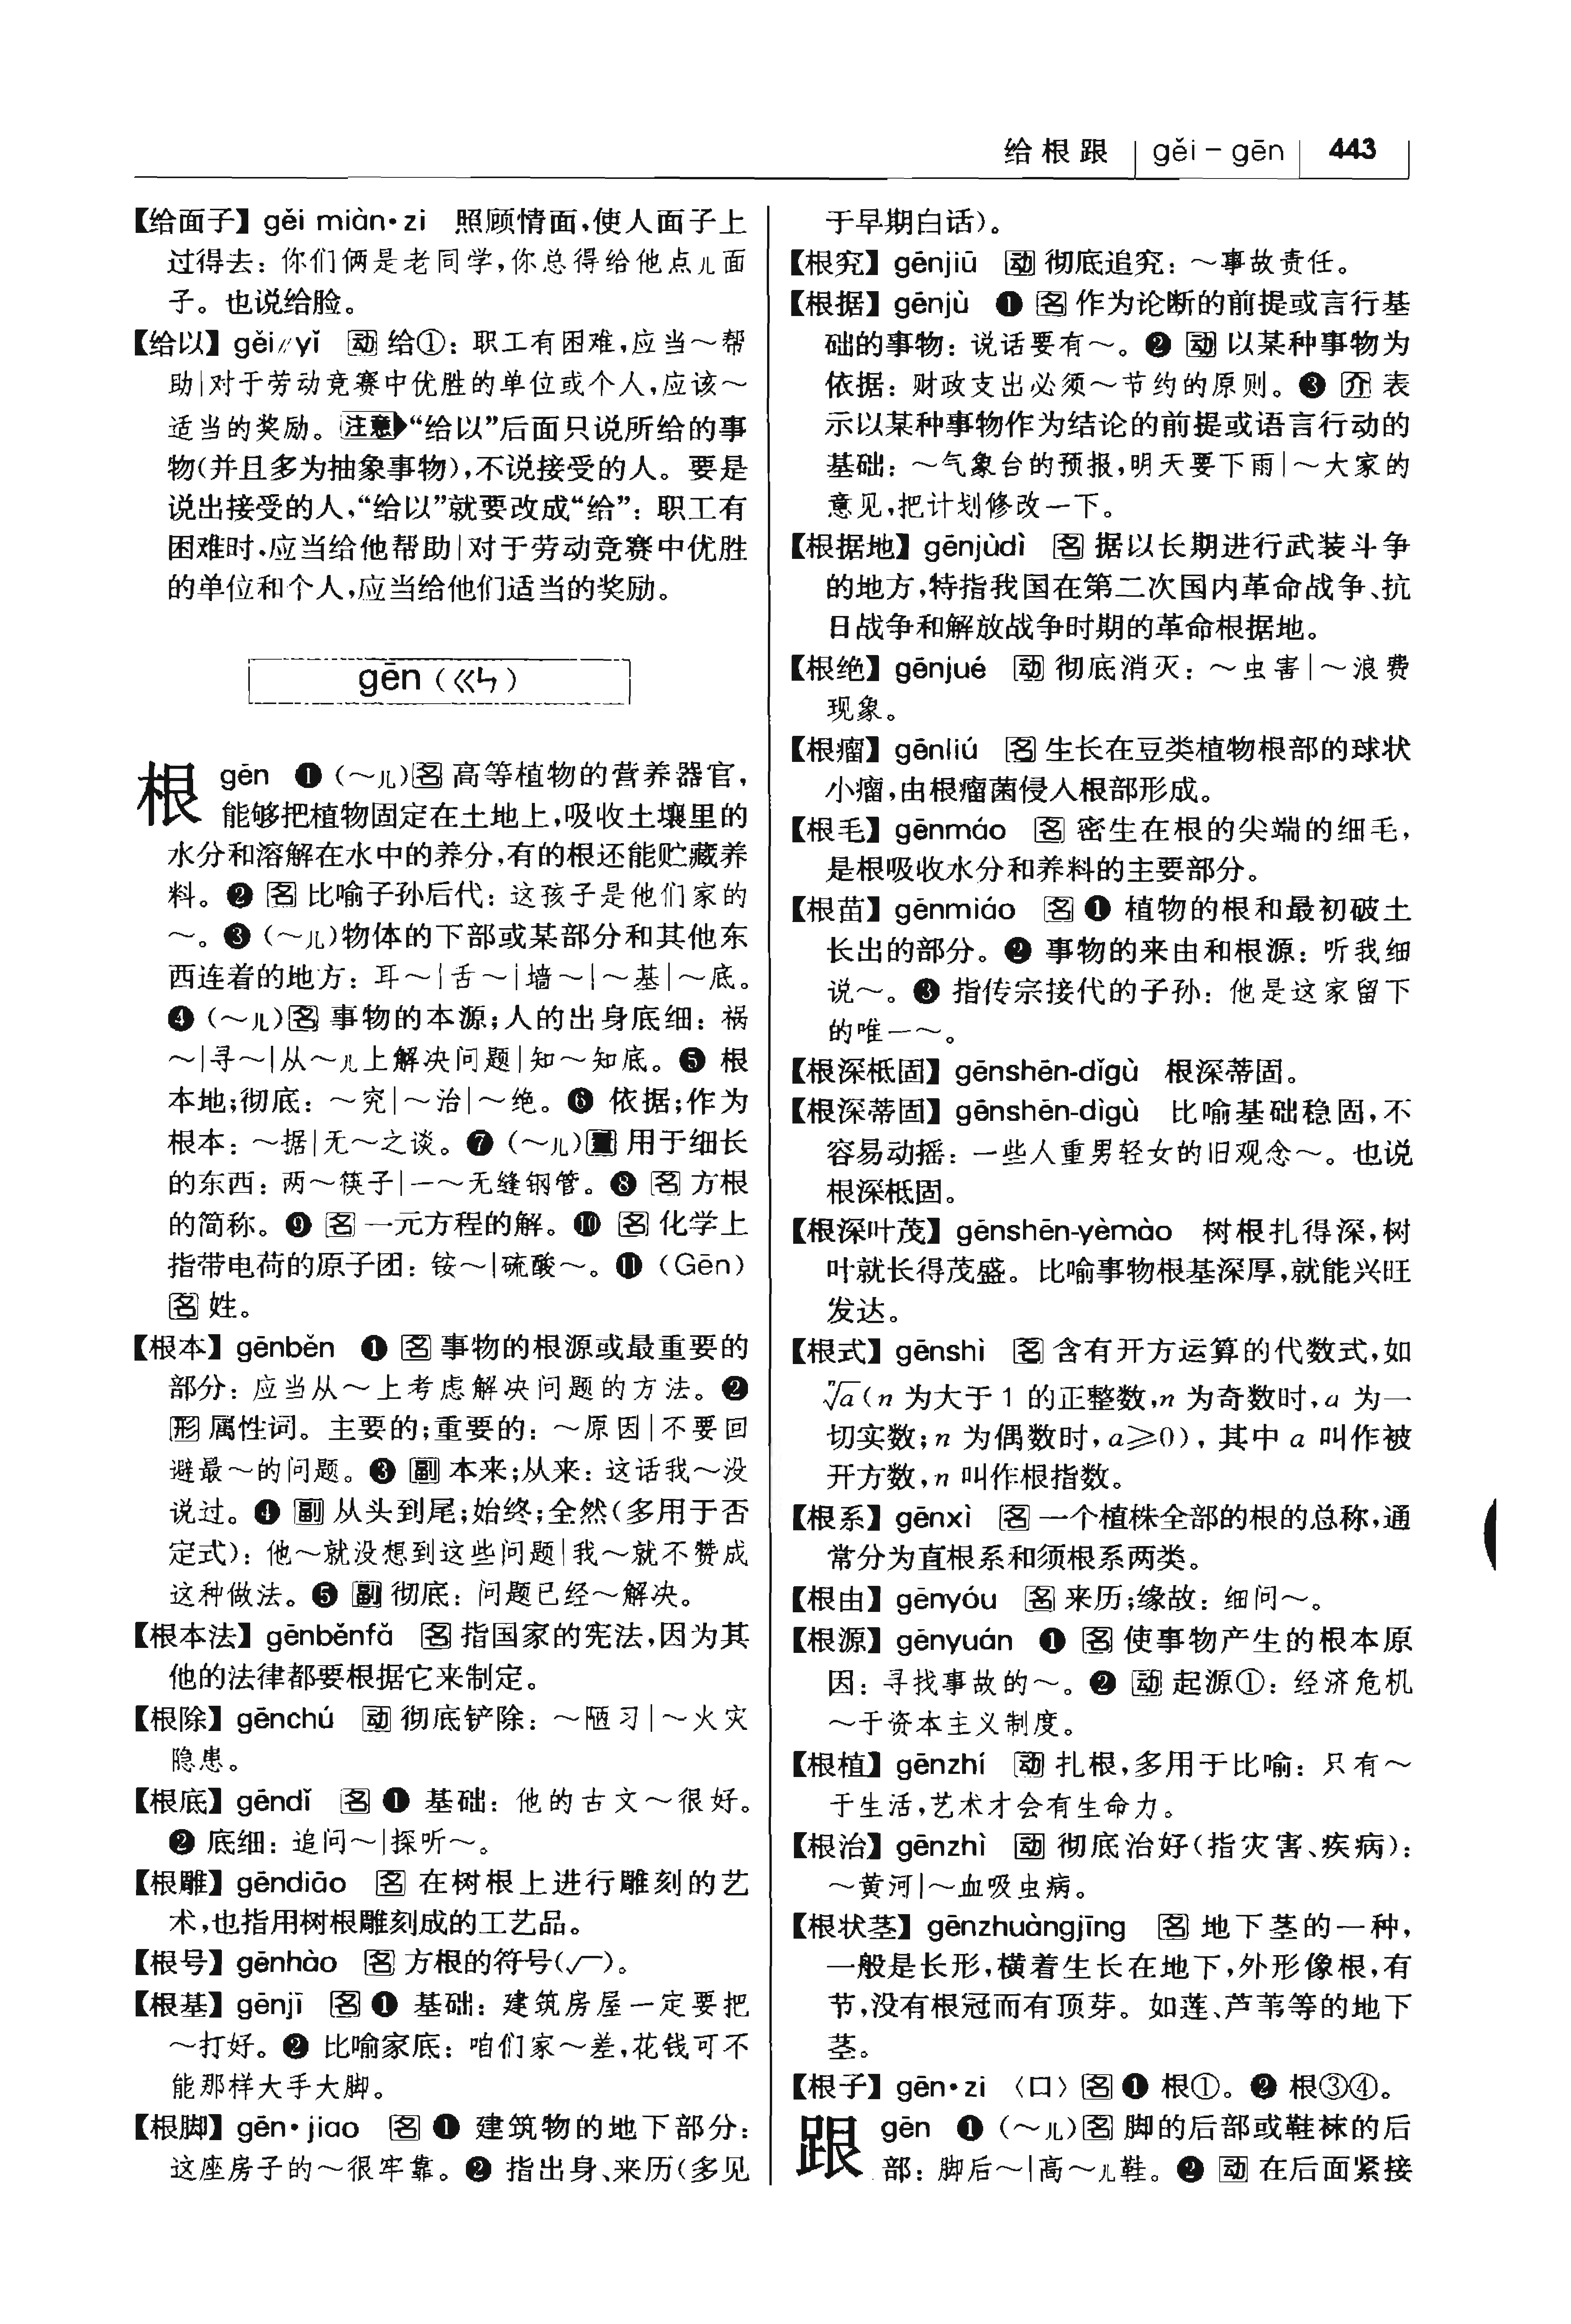 给根跟 | gěi－gēn | 443
【给面子】gěi miàn·zi 照顾情面,使人面子上
过得去：你们俩是老同学,你总得给他点儿面
子。也说给脸。
【给以】gěi//yǐ 动 给①：职工有困难,应当～帮
助|对于劳动竞赛中优胜的单位或个人,应该～
适当的奖励。注意▶“给以”后面只说所给的事
物(并且多为抽象事物),不说接受的人。要是
说出接受的人,“给以”就要改成“给”：职工有
困难时,应当给他帮助|对于劳动竞赛中优胜
的单位和个人,应当给他们适当的奖励。
gēn (ㄍㄣ)
根 gēn ❶ (～儿)名 高等植物的营养器官,
能够把植物固定在土地上,吸收土壤里的
水分和溶解在水中的养分,有的根还能贮藏养
料。❷ 名 比喻子孙后代：这孩子是他们家的
～。❸ (～儿)物体的下部或某部分和其他东
西连着的地方：耳～|舌～|墙～|～基|～底。
❹ (～儿)名 事物的本源;人的出身底细：祸
～|寻～|从～儿上解决问题|知～知底。❺ 根
本地;彻底：～究|～治|～绝。❻ 依据;作为
根本：～据|无～之谈。❼ (～儿)量 用于细长
的东西：两～筷子|一～无缝钢管。❽ 名 方根
的简称。❾ 名 一元方程的解。❿ 名 化学上
指带电荷的原子团：铵～|硫酸～。⓫ (Gēn)
名 姓。
【根本】gēnběn ❶ 名 事物的根源或最重要的
部分：应当从～上考虑解决问题的方法。❷
形 属性词。主要的;重要的：～原因|不要回
避最～的问题。❸ 副 本来;从来：这话我～没
说过。❹ 副 从头到尾;始终;全然(多用于否
定式)：他～就没想到这些问题|我～就不赞成
这种做法。❺ 副 彻底：问题已经～解决。
【根本法】gēnběnfǎ 名 指国家的宪法,因为其
他的法律都要根据它来制定。
【根除】gēnchú 动 彻底铲除：～陋习|～火灾
隐患。
【根底】gēndǐ 名 ❶ 基础：他的古文～很好。
❷ 底细：追问～|探听～。
【根雕】gēndiāo 名 在树根上进行雕刻的艺
术,也指用树根雕刻成的工艺品。
【根号】gēnhào 名 方根的符号(√‾)。
【根基】gēnjī 名 ❶ 基础：建筑房屋一定要把
～打好。❷ 比喻家底：咱们家～差,花钱可不
能那样大手大脚。
【根脚】gēn·jiao 名 ❶ 建筑物的地下部分：
这座房子的～很牢靠。❷ 指出身、来历(多见
于早期白话)。
【根究】gēnjiū 动 彻底追究：～事故责任。
【根据】gēnjù ❶ 名 作为论断的前提或言行基
础的事物：说话要有～。❷ 动 以某种事物为
依据：财政支出必须～节约的原则。❸ 介 表
示以某种事物作为结论的前提或语言行动的
基础：～气象台的预报,明天要下雨|～大家的
意见,把计划修改一下。
【根据地】gēnjùdì 名 据以长期进行武装斗争
的地方,特指我国在第二次国内革命战争、抗
日战争和解放战争时期的革命根据地。
【根绝】gēnjué 动 彻底消灭：～虫害|～浪费
现象。
【根瘤】gēnliú 名 生长在豆类植物根部的球状
小瘤,由根瘤菌侵入根部形成。
【根毛】gēnmáo 名 密生在根的尖端的细毛,
是根吸收水分和养料的主要部分。
【根苗】gēnmiáo 名 ❶ 植物的根和最初破土
长出的部分。❷ 事物的来由和根源：听我细
说～。❸ 指传宗接代的子孙：他是这家留下
的唯一～。
【根深柢固】gēnshēn-dǐgù 根深蒂固。
【根深蒂固】gēnshēn-dìgù 比喻基础稳固,不
容易动摇：一些人重男轻女的旧观念～。也说
根深柢固。
【根深叶茂】gēnshēn-yèmào 树根扎得深,树
叶就长得茂盛。比喻事物根基深厚,就能兴旺
发达。
【根式】gēnshì 名 含有开方运算的代数式,如
ⁿ√a(n 为大于 1 的正整数,n 为奇数时,a 为一
切实数;n 为偶数时,a≥0)，其中 a 叫作被
开方数,n 叫作根指数。
【根系】gēnxì 名 一个植株全部的根的总称,通
常分为直根系和须根系两类。
【根由】gēnyóu 名 来历;缘故：细问～。
【根源】gēnyuán ❶ 名 使事物产生的根本原
因：寻找事故的～。❷ 动 起源①：经济危机
～于资本主义制度。
【根植】gēnzhí 动 扎根,多用于比喻：只有～
于生活,艺术才会有生命力。
【根治】gēnzhì 动 彻底治好(指灾害、疾病)：
～黄河|～血吸虫病。
【根状茎】gēnzhuàngjīng 名 地下茎的一种,
一般是长形,横着生长在地下,外形像根,有
节,没有根冠而有顶芽。如莲、芦苇等的地下
茎。
【根子】gēn·zi 〈口〉名 ❶ 根①。❷ 根③④。
跟 gēn ❶ (～儿)名 脚的后部或鞋袜的后
部：脚后～|高～儿鞋。❷ 动 在后面紧接